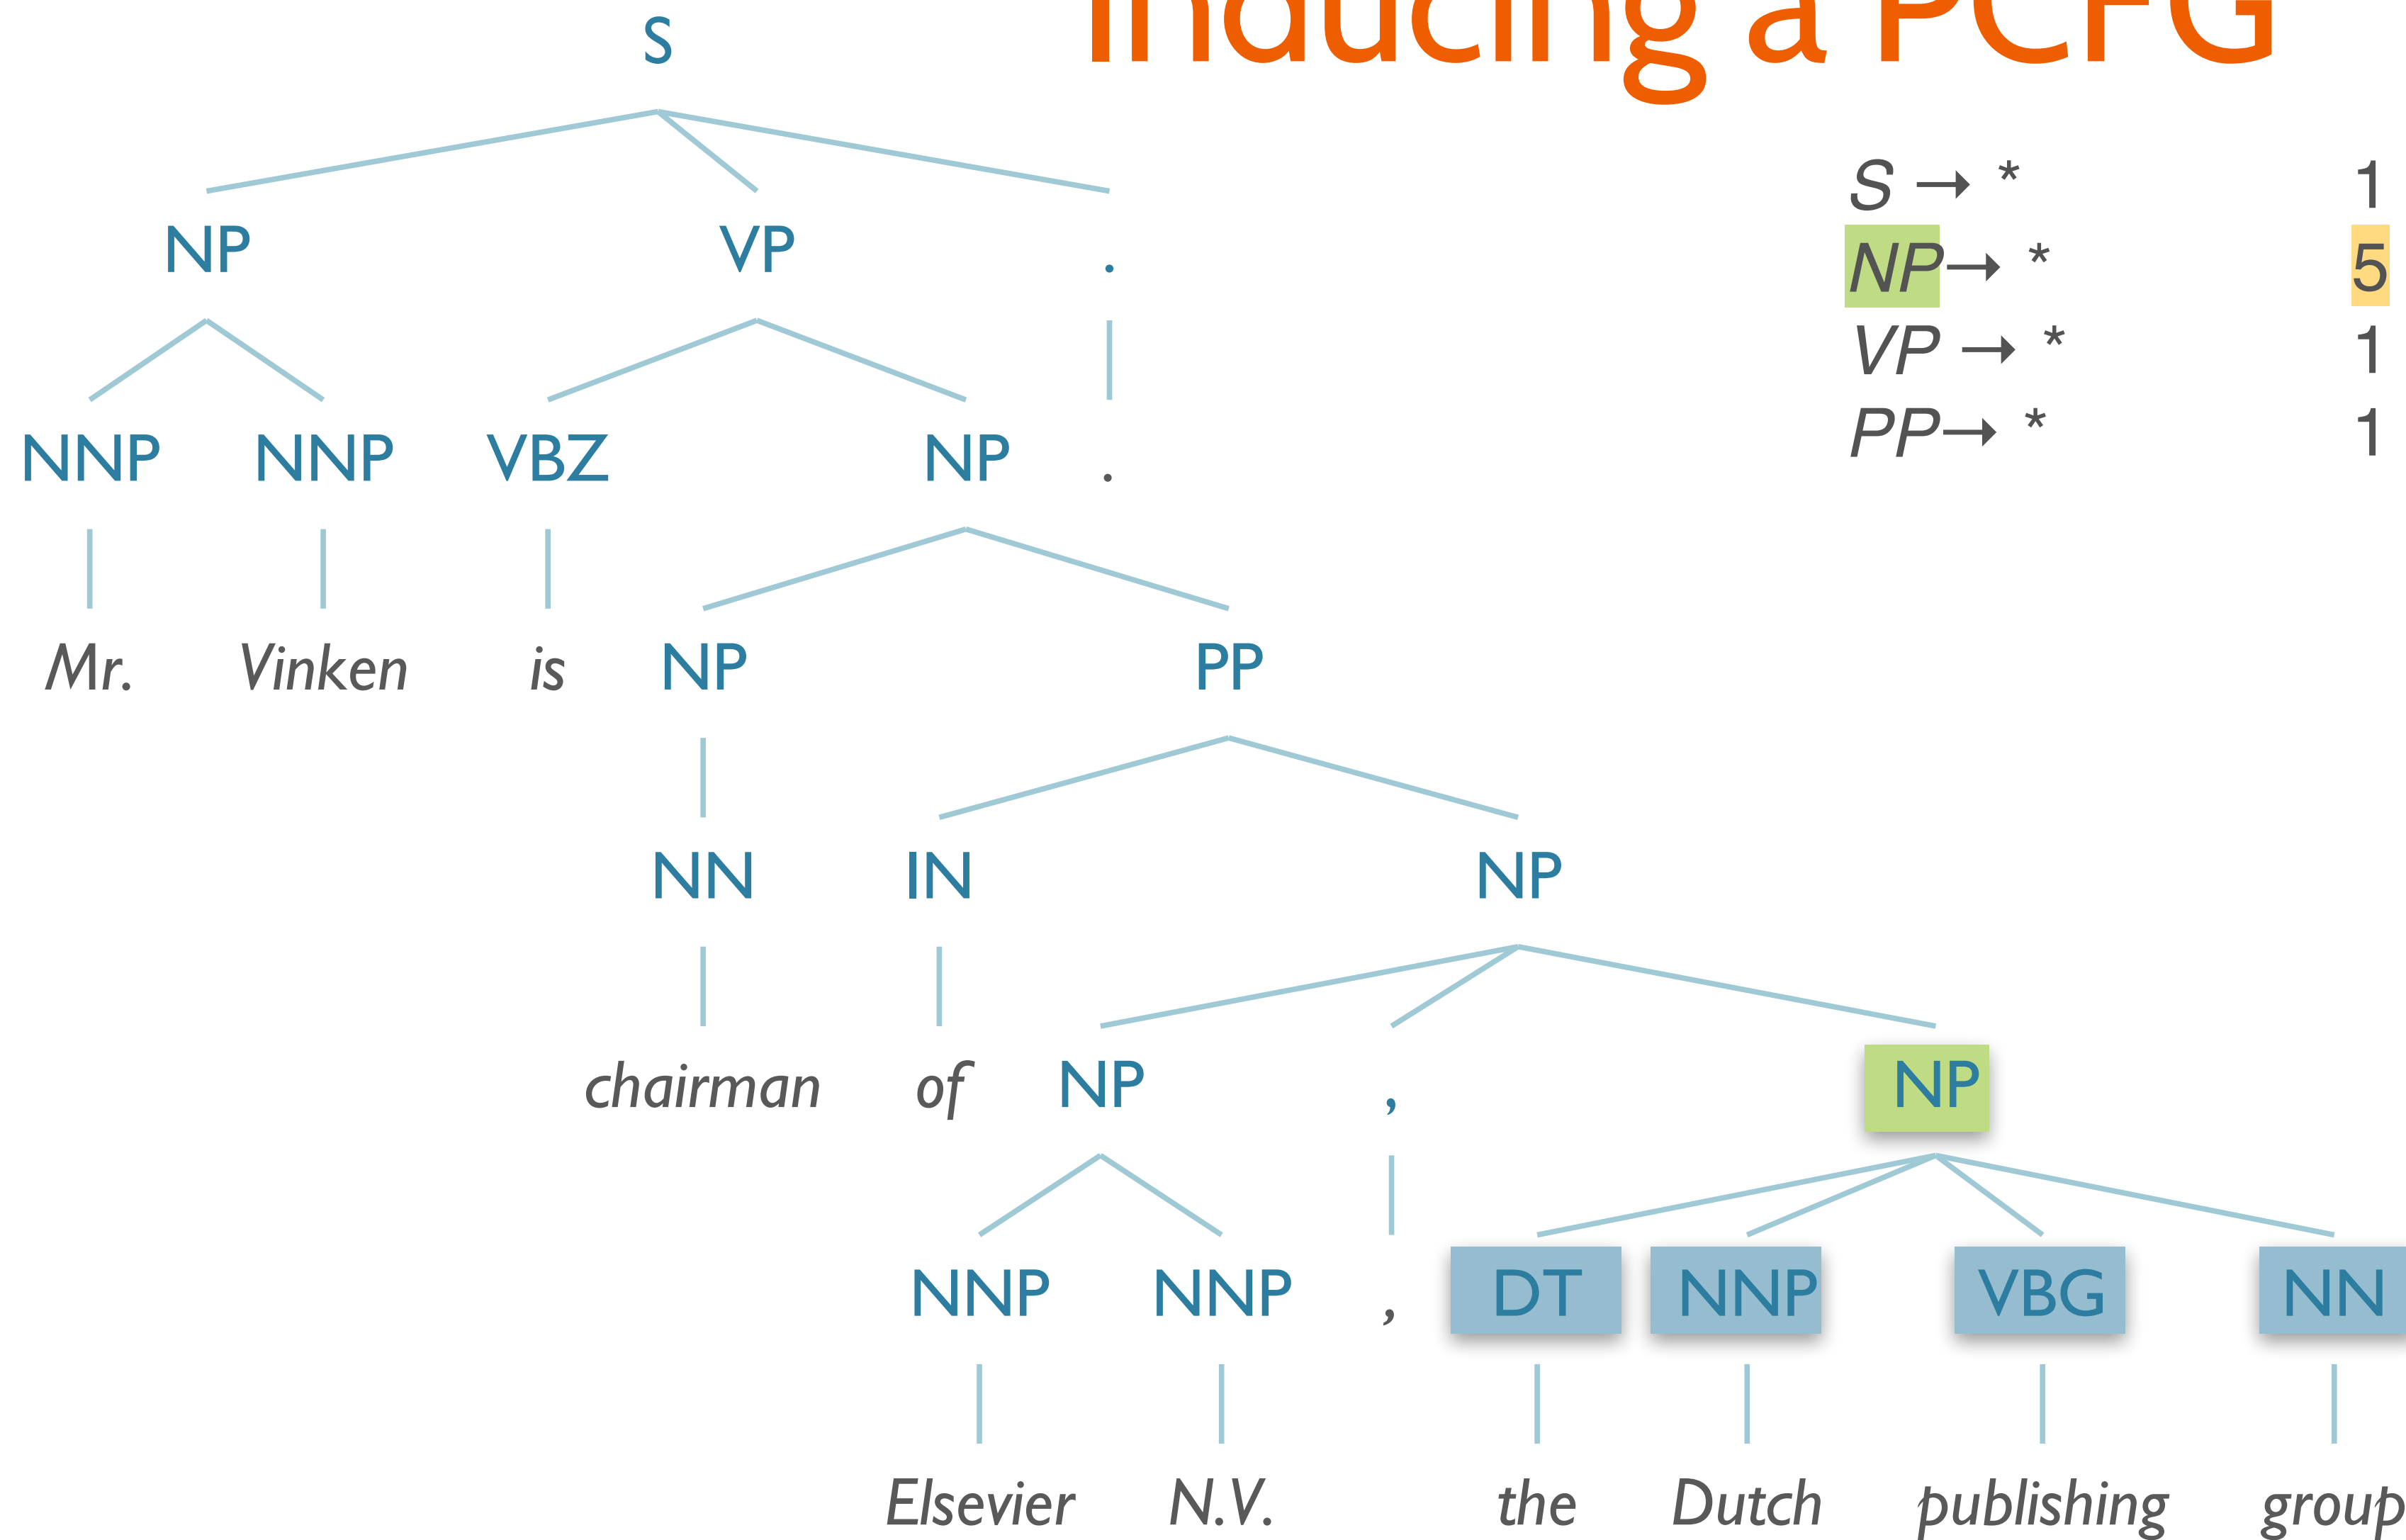 Inducing a PCFG
S
S → * 1
NP → * 5
VP → * 1
PP → * 1
NP VP .
NNP NNP VBZ NP .
Mr. Vinken is NP PP
NN IN NP
chairman of NP , NP
NNP NNP , DT NNP VBG NN
Elsevier N.V. the Dutch publishing group